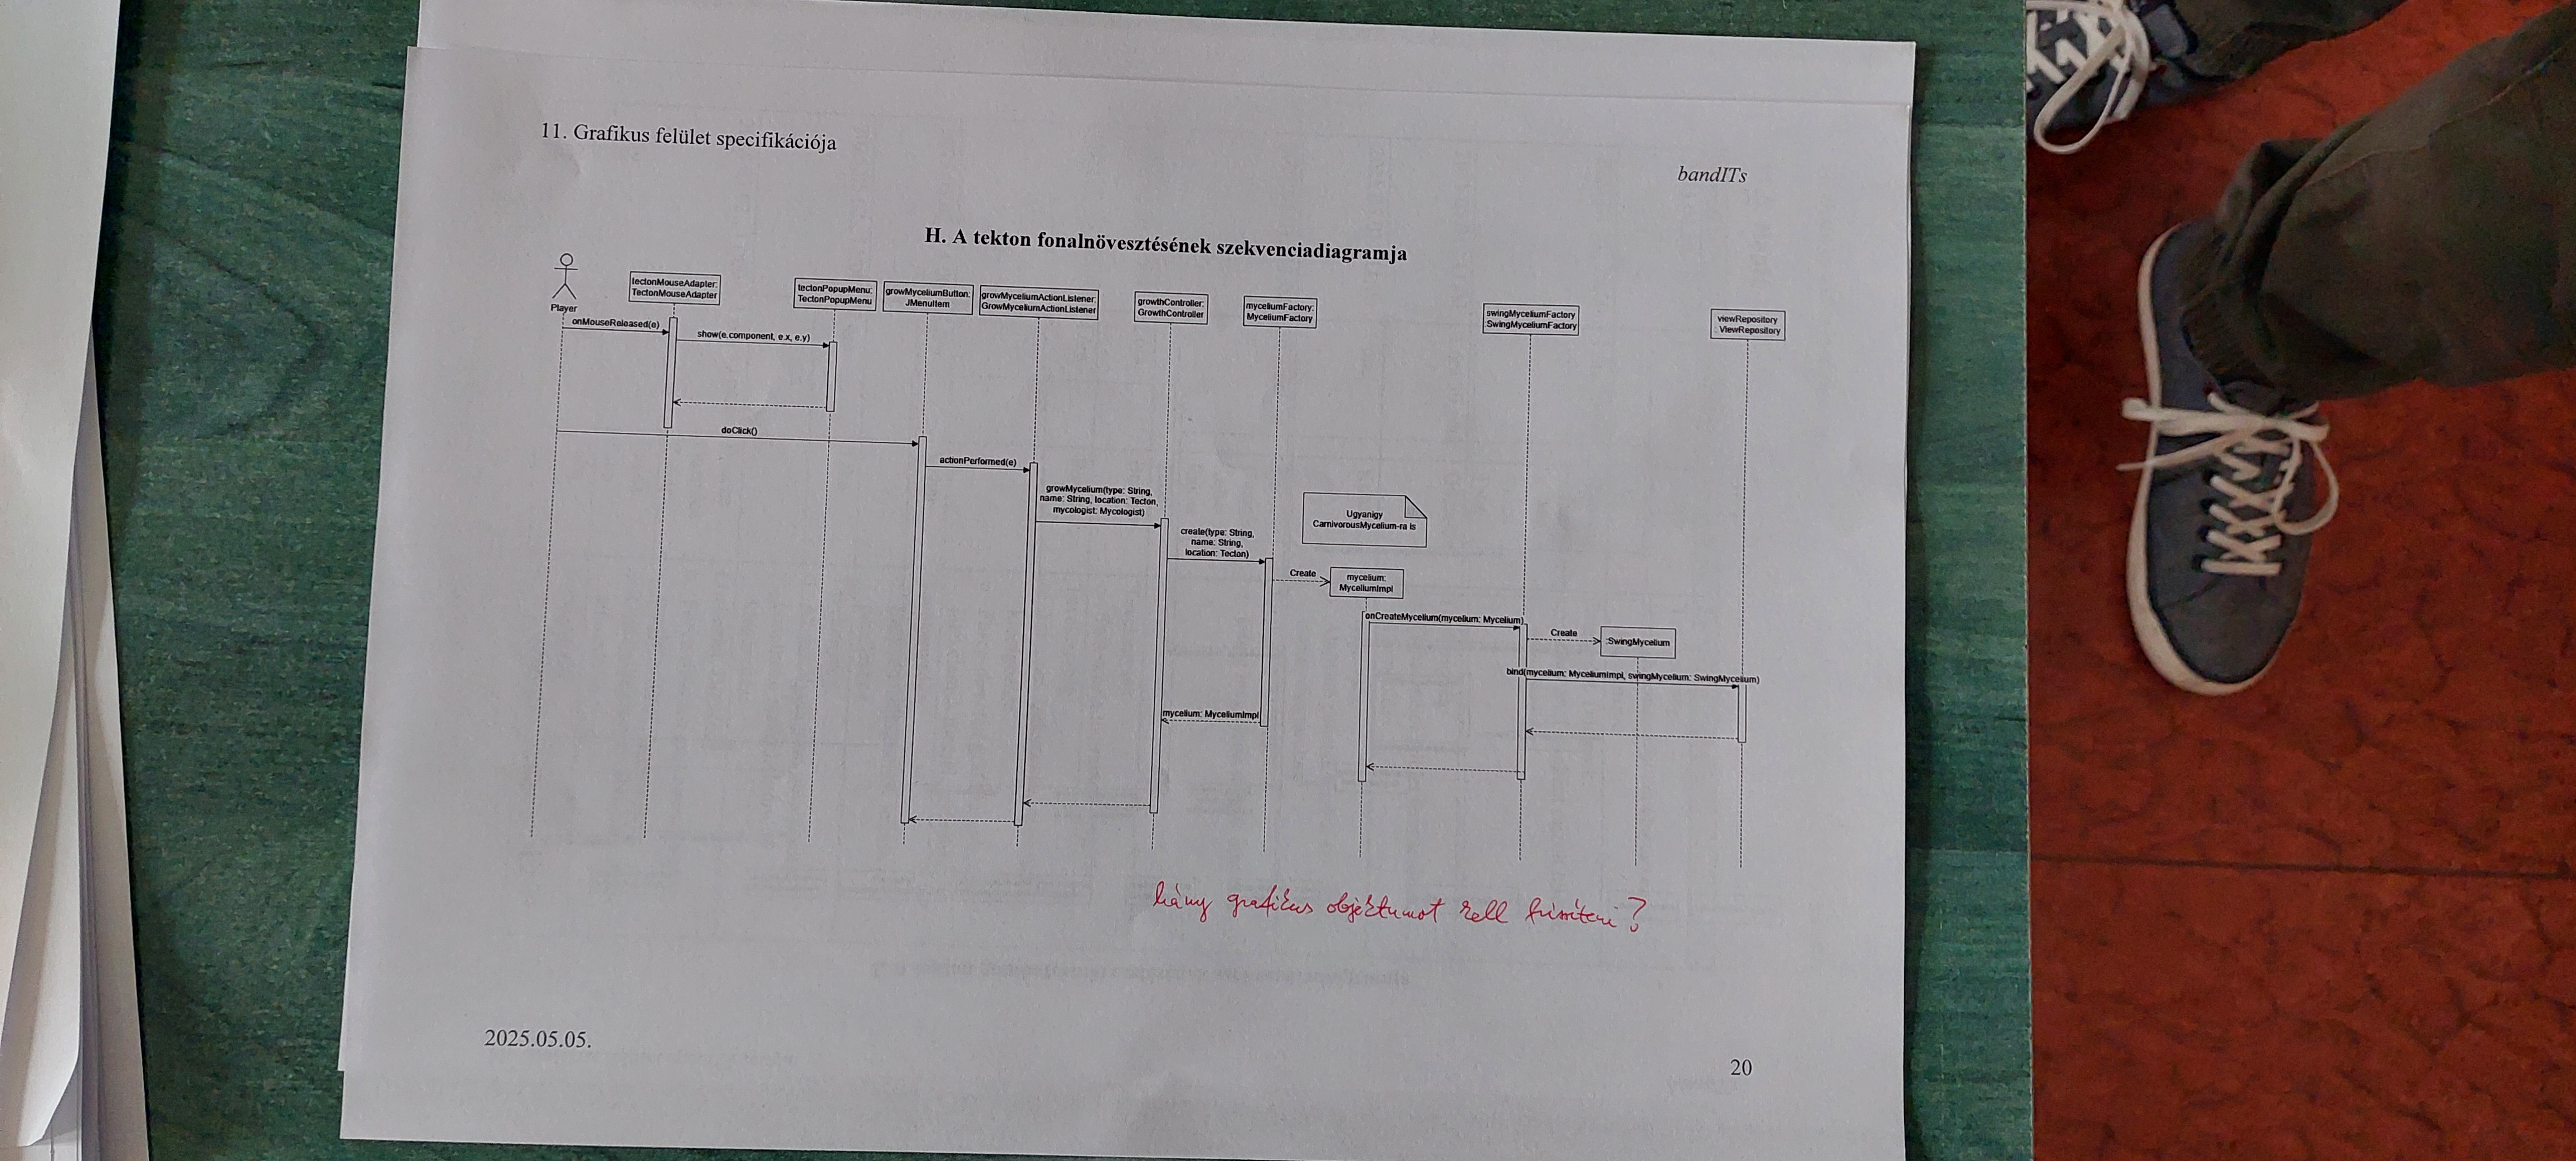 11. Grafikus felület specifikációja
bandITs
H. A tekton fonalnövesztésének szekvenciadiagramja
Player
tectonMouseAdapter:
TectonMouseAdapter
tectonPopupMenu:
TectonPopupMenu
growMyceliumButton:
JMenuItem
growMyceliumActionListener:
GrowMyceliumActionListener
growthController:
GrowthController
myceliumFactory:
MyceliumFactory
swingMyceliumFactory
SwingMyceliumFactory
viewRepository
:ViewRepository
onMouseReleased(e)
show(e.component, e.x, e.y)
doClick()
actionPerformed(e)
growMycelium(type: String,
name: String, location: Tecton,
mycologist: Mycologist)
Ugyanígy
CarnivorousMycelium-ra is
create(type: String,
name: String,
location: Tecton)
Create
mycelium:
MyceliumImpl
onCreateMycelium(mycelium: Mycelium)
Create
:SwingMycelium
bind(mycelium: MyceliumImpl, swingMycelium: SwingMycelium)
mycelium: MyceliumImpl
hány grafikus objektumot kell frissíteni?
2025.05.05.
20